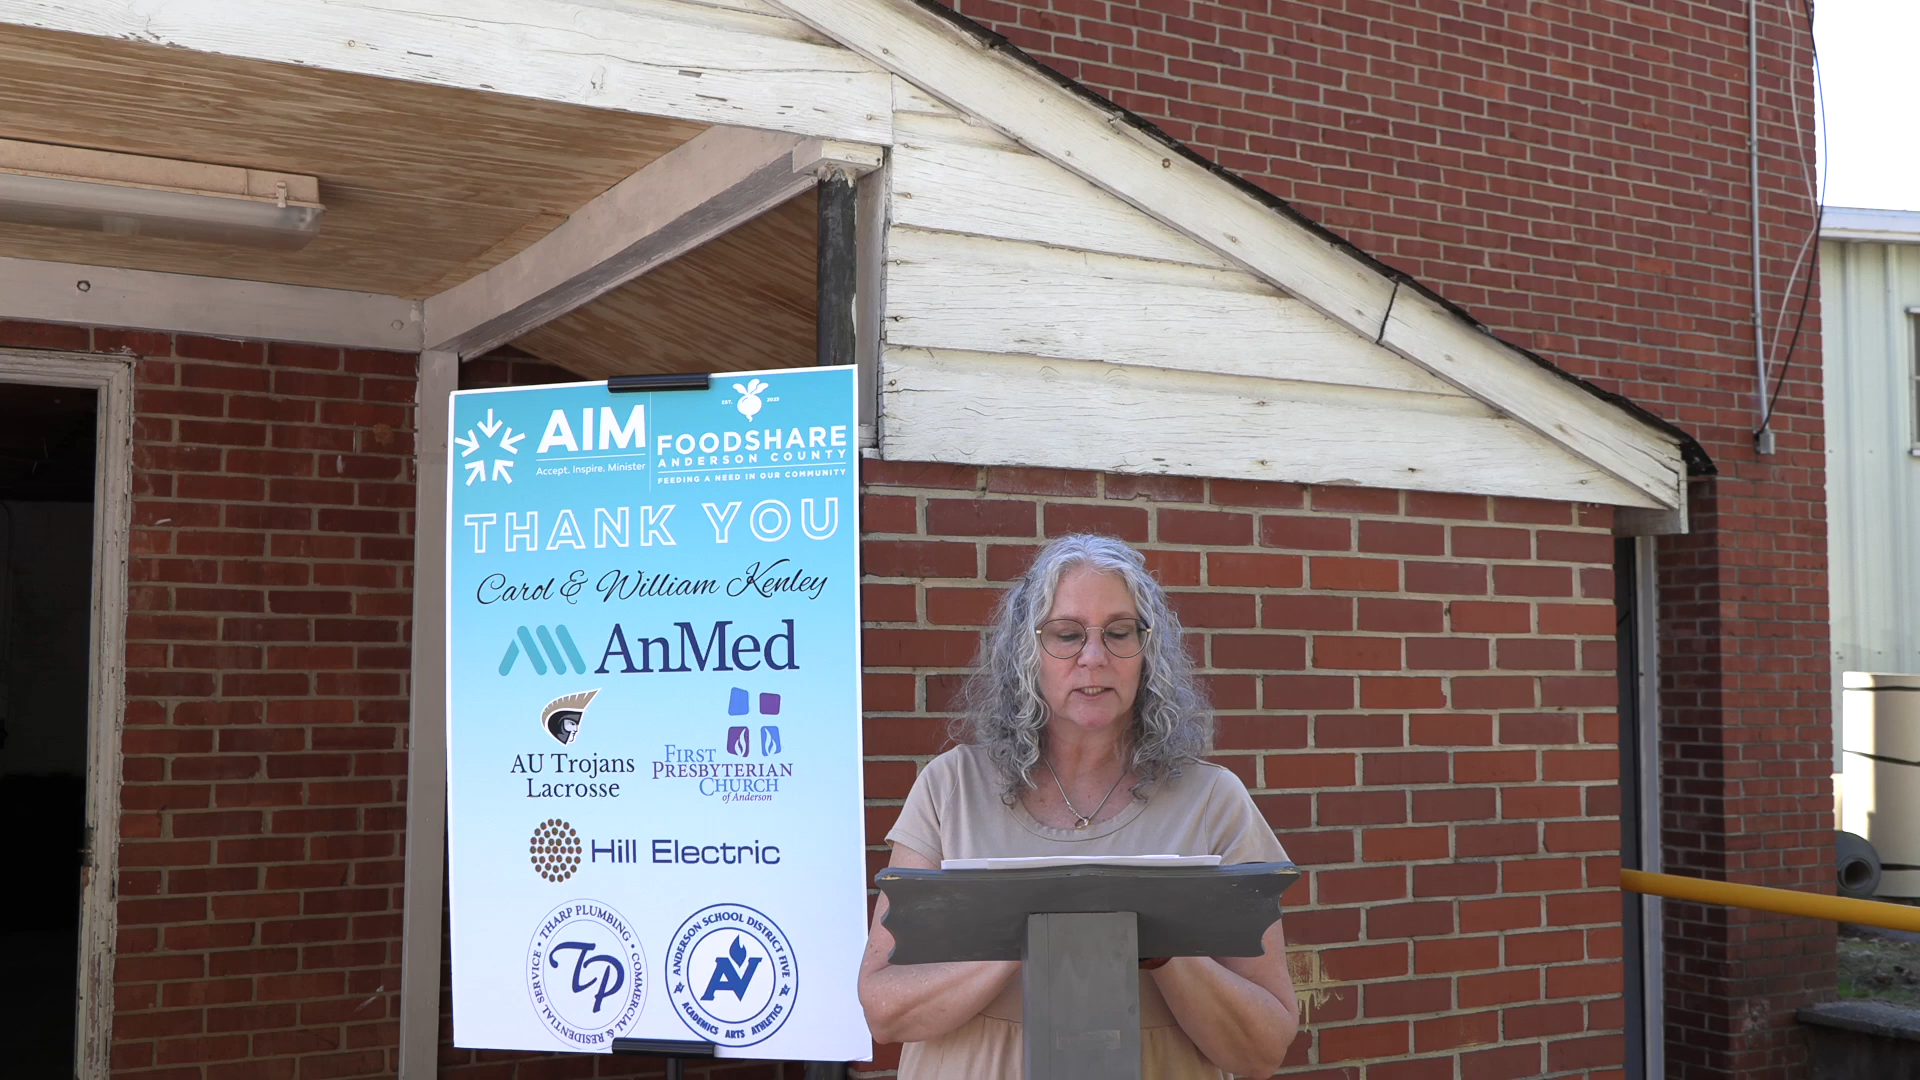 AIM
Accept. Inspire. Minister
EST. 2023
FOODSHARE
ANDERSON COUNTY
FEEDING A NEED IN OUR COMMUNITY
THANK YOU
Carol & William Kenley
AnMed
AU Trojans
Lacrosse
FIRST
PRESBYTERIAN
CHURCH
of Anderson
Hill Electric
THARP PLUMBING • COMMERCIAL & RESIDENTIAL SERVICE •
TP
ANDERSON SCHOOL DISTRICT FIVE
AV
ACADEMICS ARTS ATHLETICS